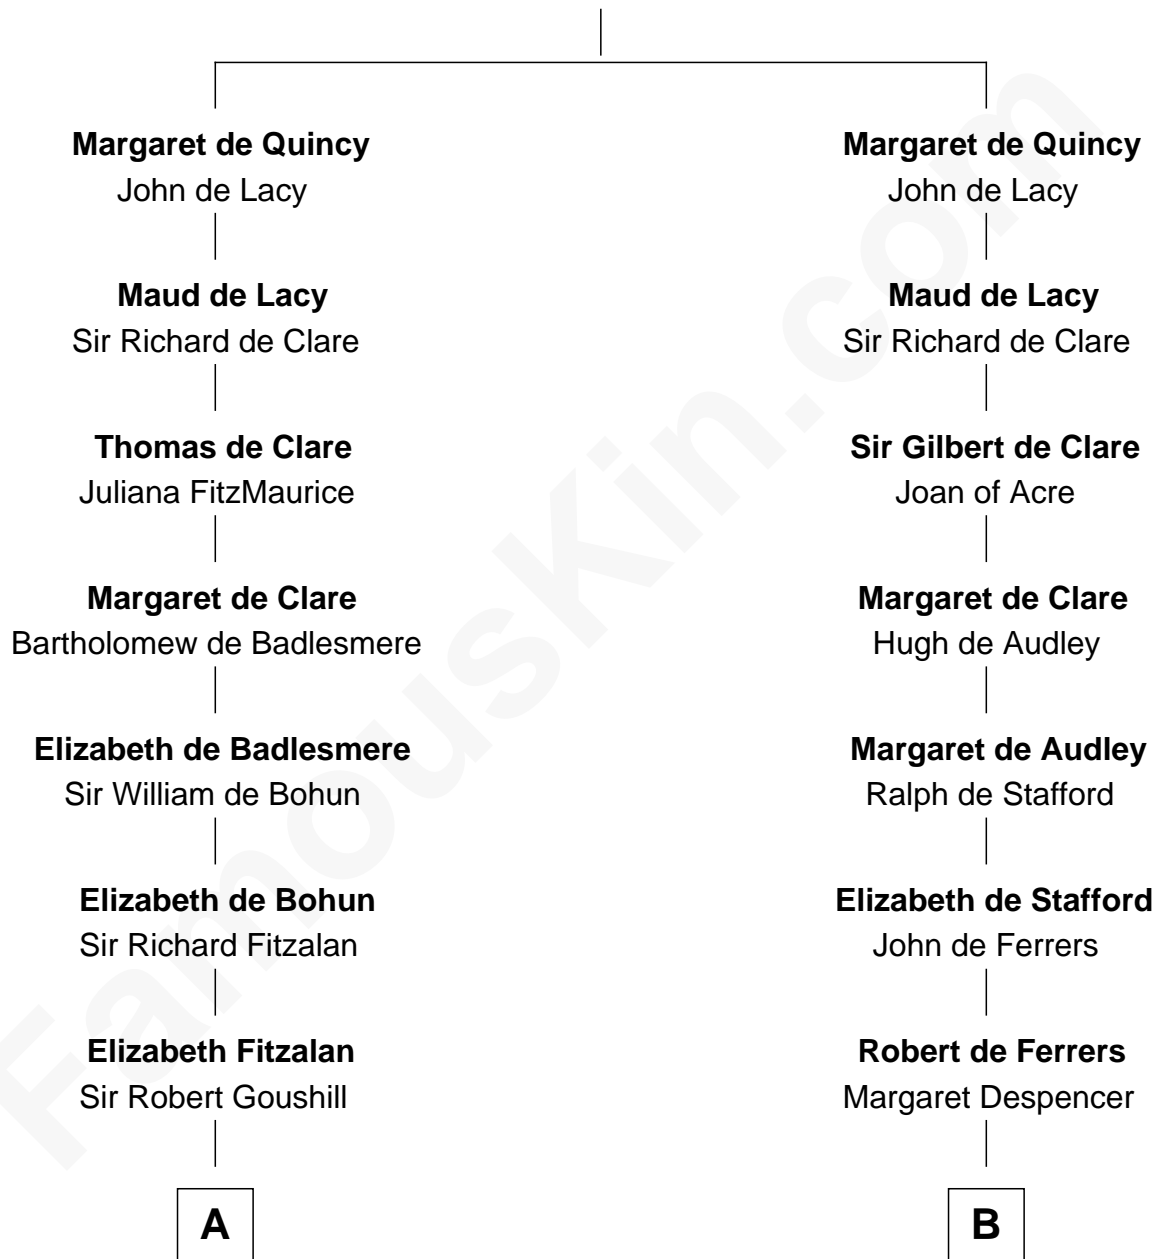 Margaret de Quincy
John de Lacy
Maud de Lacy
Sir Richard de Clare
Thomas de Clare
Juliana FitzMaurice
Margaret de Clare
Bartholomew de Badlesmere
Elizabeth de Badlesmere
Sir William de Bohun
Elizabeth de Bohun
Sir Richard Fitzalan
Elizabeth Fitzalan
Sir Robert Goushill
A
Margaret de Quincy
John de Lacy
Maud de Lacy
Sir Richard de Clare
Sir Gilbert de Clare
Joan of Acre
Margaret de Clare
Hugh de Audley
Margaret de Audley
Ralph de Stafford
Elizabeth de Stafford
John de Ferrers
Robert de Ferrers
Margaret Despencer
B
FamousKin.com